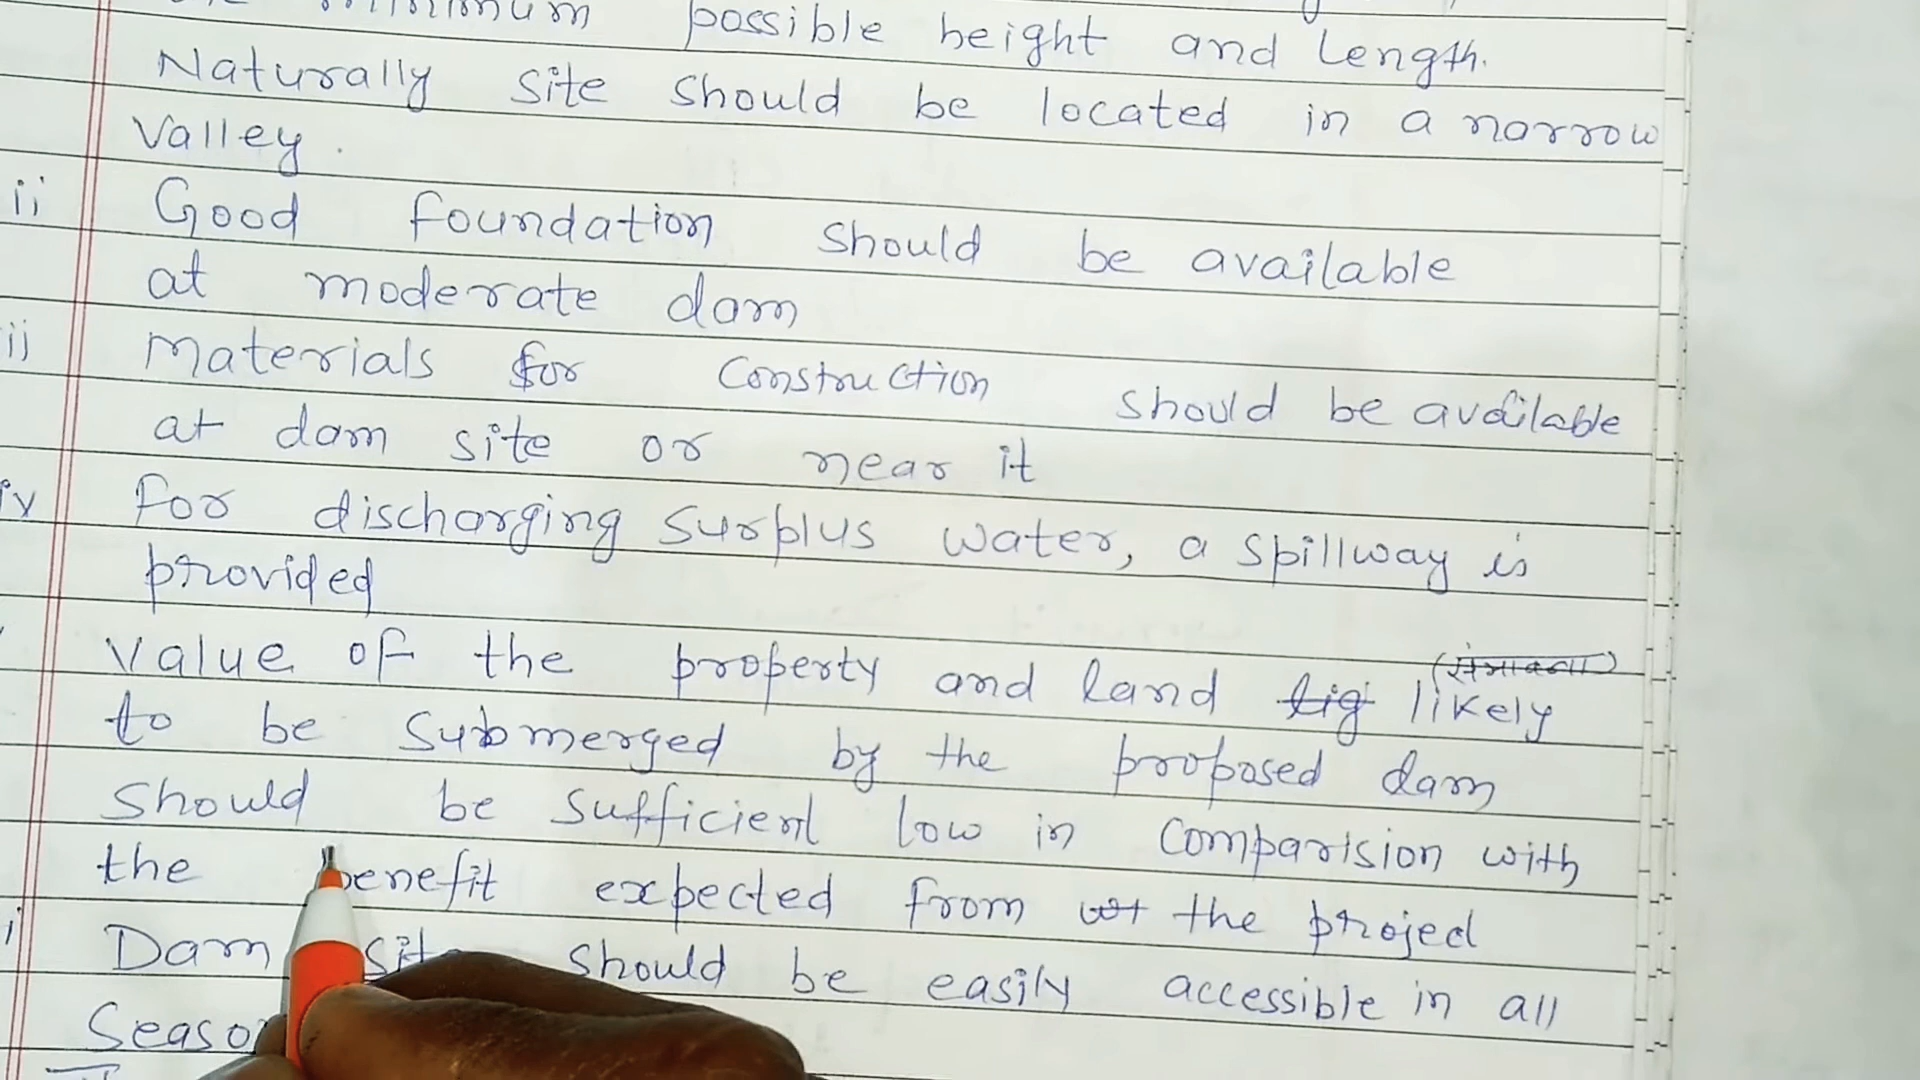 minimum possible height and length.
Naturally site should be located in a narrow
valley.
ii Good foundation should be available
at moderate dam
ii Materials for construction should be available
at dam site or near it
iv For discharging surplus water, a spillway is
provided
(संभावना)
Value of the property and land lig likely
to be submerged by the proposed dam
should be sufficient low in comparision with
the benefit expected from the project
i Dam site should be easily accessible in all
Seaso